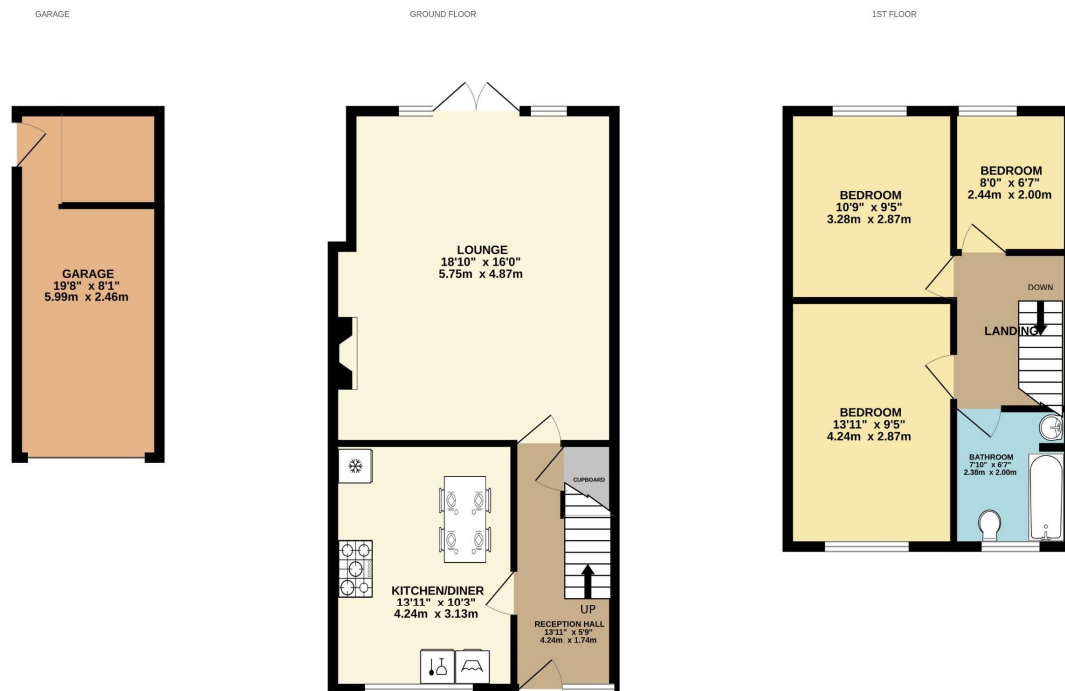 GARAGE
GROUND FLOOR
1ST FLOOR
GARAGE
19'8" x 8'1"
5.99m x 2.46m
LOUNGE
18'10" x 16'0"
5.75m x 4.87m
CUPBOARD
KITCHEN/DINER
13'11" x 10'3"
4.24m x 3.13m
UP
RECEPTION HALL
13'11" x 5'9"
4.24m x 1.74m
BEDROOM
10'9" x 9'5"
3.28m x 2.87m
BEDROOM
8'0" x 6'7"
2.44m x 2.00m
DOWN
LANDING
BEDROOM
13'11" x 9'5"
4.24m x 2.87m
BATHROOM
7'10" x 6'7"
2.38m x 2.00m